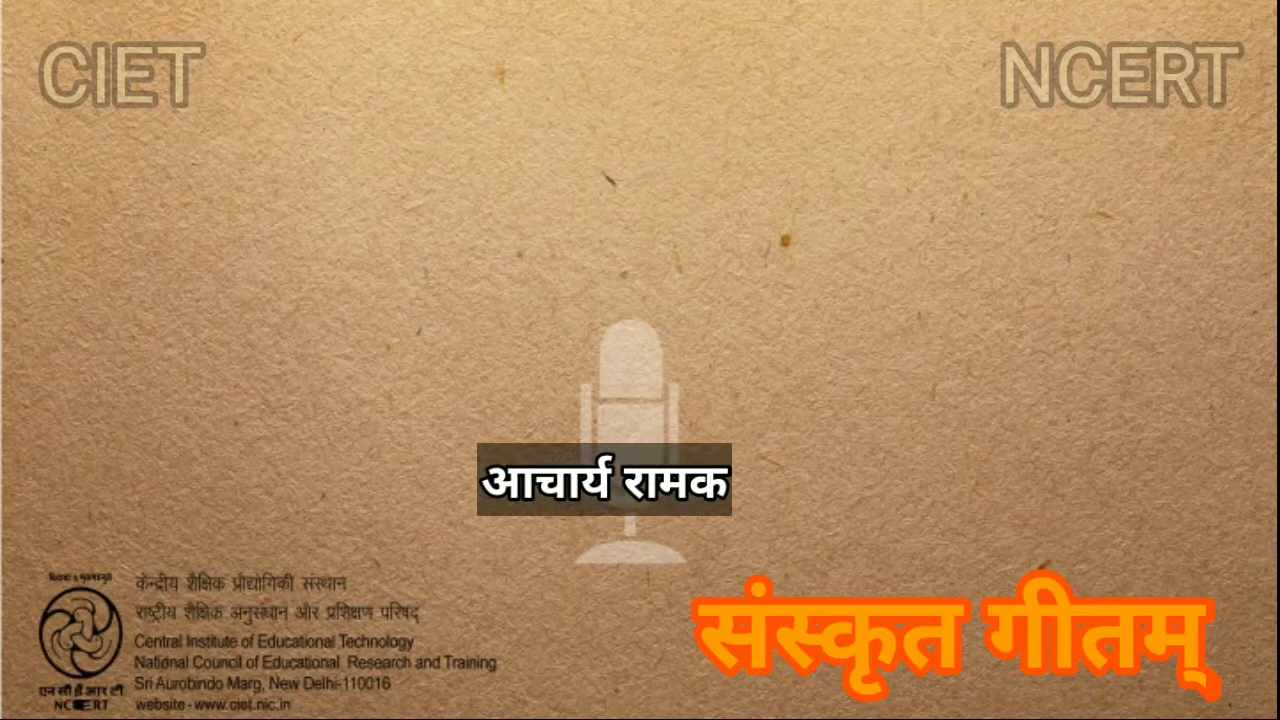 CIET
NCERT
आचार्य रामक
केन्द्रीय शैक्षिक प्रौद्योगिकी संस्थान
राष्ट्रीय शैक्षिक अनुसंधान और प्रशिक्षण परिषद्
Central Institute of Educational Technology
National Council of Educational Research and Training
Sri Aurobindo Marg, New Delhi-110016
website - www.ciet.nic.in
एन सी ई आर टी
NCERT
संस्कृत गीतम्